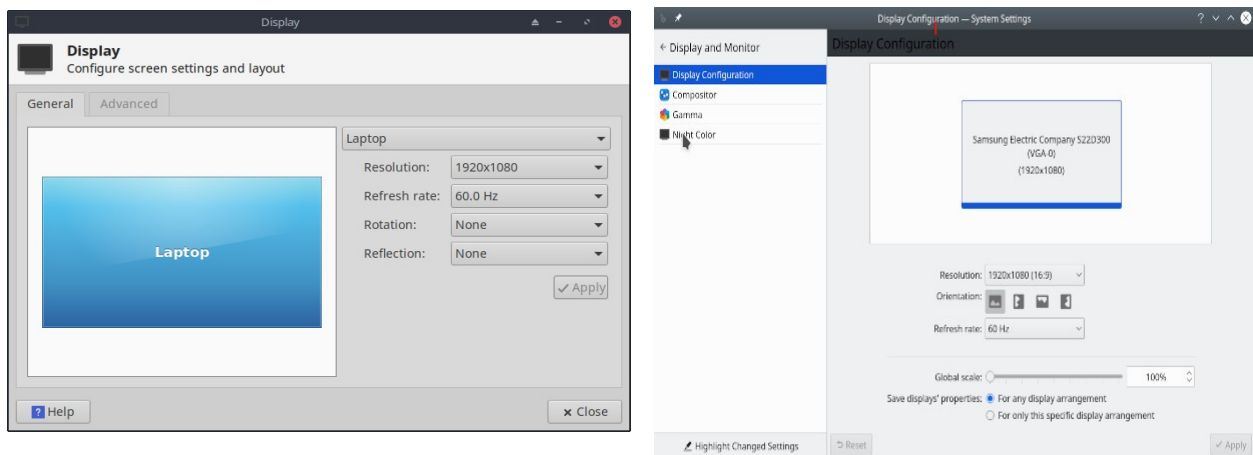 Display
Display
Configure screen settings and layout
General
Advanced
Laptop
Laptop
Resolution:
1920x1080
Refresh rate:
60.0 Hz
Rotation:
None
Reflection:
None
Apply
Help
Close
Display Configuration — System Settings
Display and Monitor
Display Configuration
Compositor
Gamma
Night Color
Display Configuration
Samsung Electric Company S22D300
(VGA-0)
(1920x1080)
Resolution:
1920x1080 (16:9)
Orientation:
Refresh rate:
60 Hz
Global scale:
100%
Save displays' properties:
For any display arrangement
For only this specific display arrangement
Highlight Changed Settings
Reset
Apply